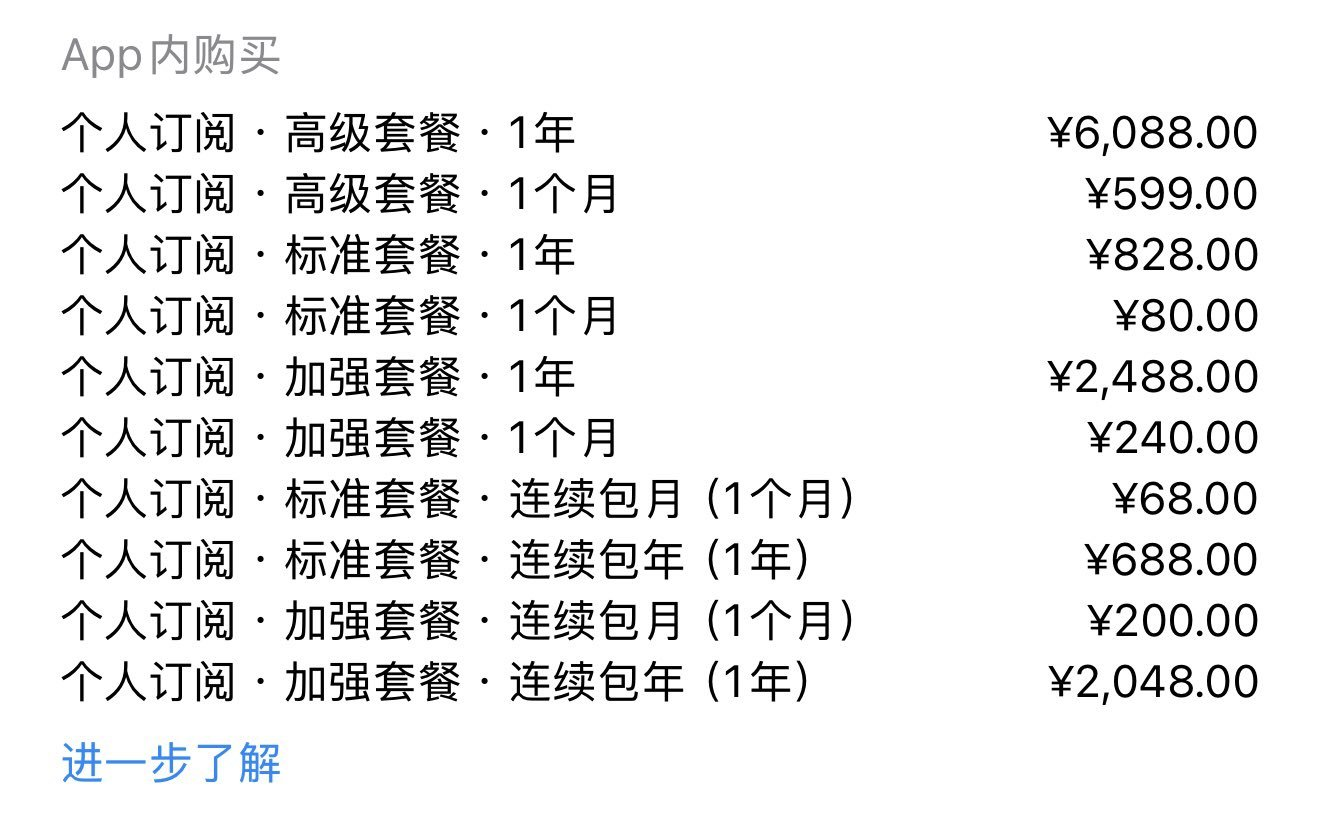 App内购买
个人订阅 · 高级套餐 · 1年 ¥6,088.00
个人订阅 · 高级套餐 · 1个月 ¥599.00
个人订阅 · 标准套餐 · 1年 ¥828.00
个人订阅 · 标准套餐 · 1个月 ¥80.00
个人订阅 · 加强套餐 · 1年 ¥2,488.00
个人订阅 · 加强套餐 · 1个月 ¥240.00
个人订阅 · 标准套餐 · 连续包月（1个月） ¥68.00
个人订阅 · 标准套餐 · 连续包年（1年） ¥688.00
个人订阅 · 加强套餐 · 连续包月（1个月） ¥200.00
个人订阅 · 加强套餐 · 连续包年（1年） ¥2,048.00
进一步了解